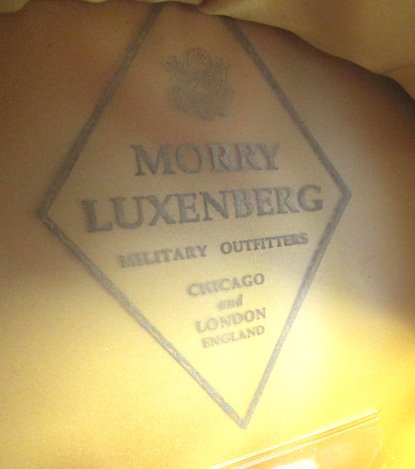 MORRY
LUXENBERG
MILITARY OUTFITTERS
CHICAGO
and
LONDON
ENGLAND